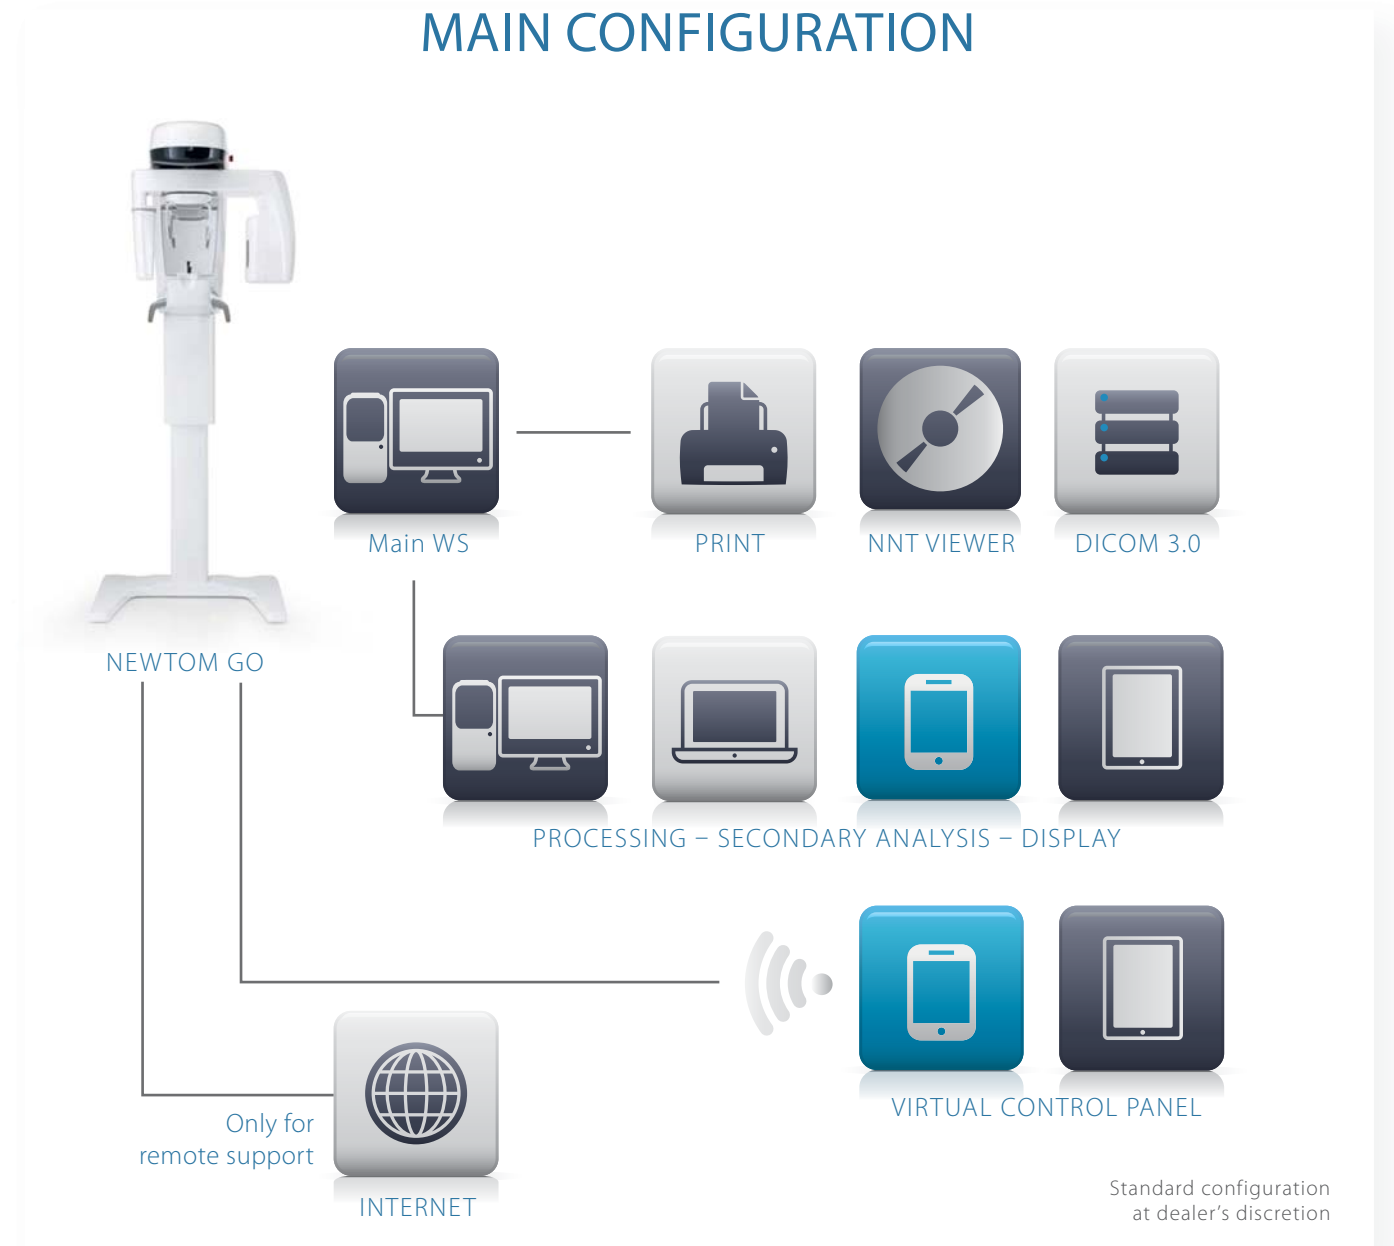 MAIN CONFIGURATION
Main WS
PRINT
NNT VIEWER
DICOM 3.0
NEWTOM GO
PROCESSING – SECONDARY ANALYSIS – DISPLAY
VIRTUAL CONTROL PANEL
Only for
remote support
INTERNET
Standard configuration
at dealer's discretion